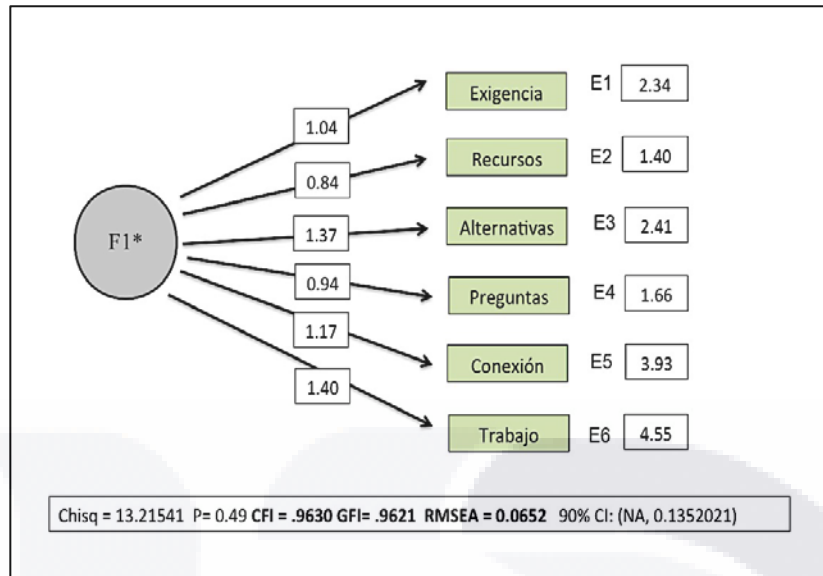 Exigencia E1 2.34
1.04
Recursos E2 1.40
0.84
F1* 1.37 Alternativas E3 2.41
0.94
Preguntas E4 1.66
1.17
Conexión E5 3.93
1.40
Trabajo E6 4.55
Chisq = 13.21541 P= 0.49 CFI = .9630 GFI= .9621 RMSEA = 0.0652 90% CI: (NA, 0.1352021)